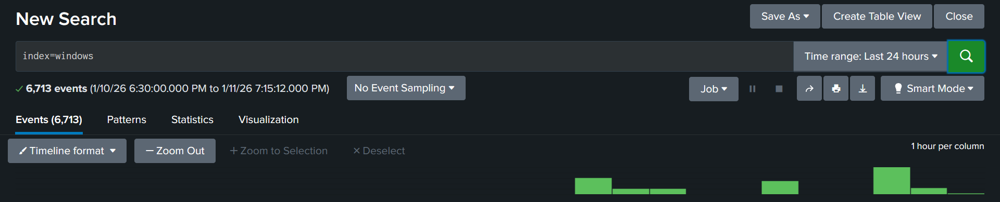 New Search
Save As
Create Table View
Close
index=windows
Time range: Last 24 hours
6,713 events (1/10/26 6:30:00.000 PM to 1/11/26 7:15:12.000 PM)
No Event Sampling
Job
Smart Mode
Events (6,713)
Patterns
Statistics
Visualization
Timeline format
Zoom Out
Zoom to Selection
Deselect
1 hour per column